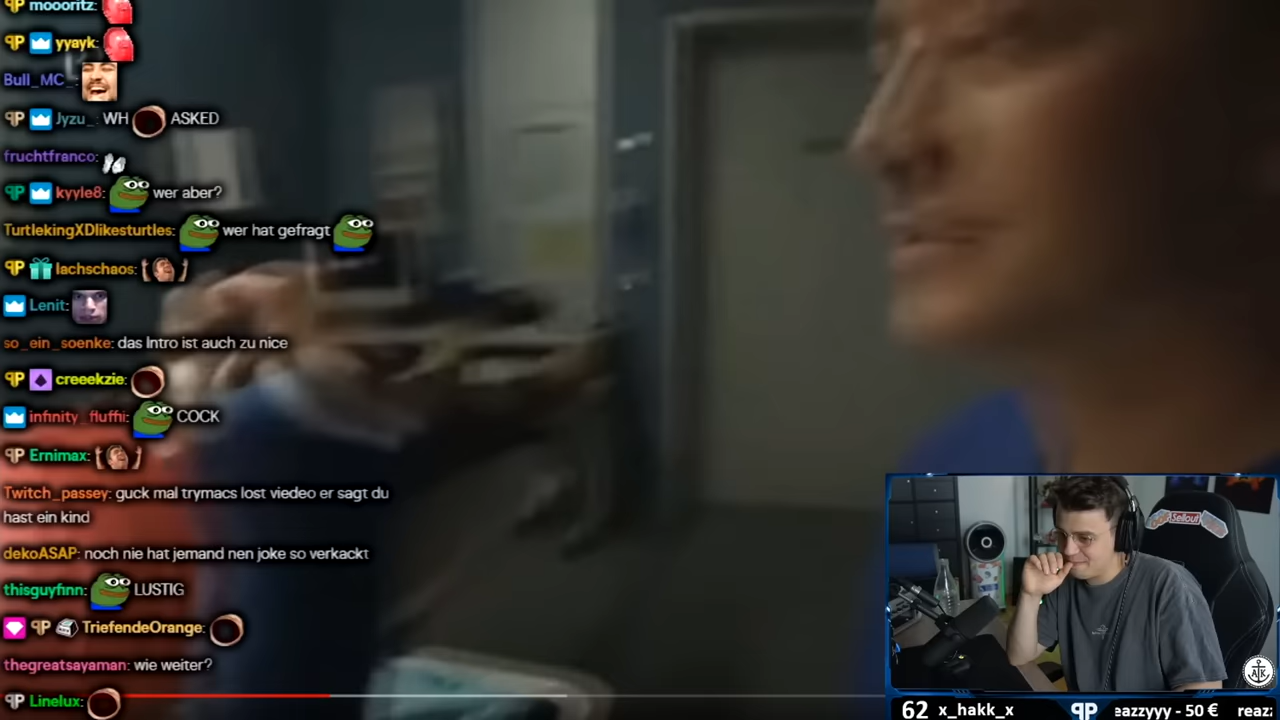 moooritz:
yyayk:
Bull_MC_:
Jyzu_: WH ASKED
fruchtfranco:
kyyle8: wer aber?
TurtlekingXDlikesturtles: wer hat gefragt
lachschaos:
Lenit:
so_ein_soenke: das Intro ist auch zu nice
creeekzie:
infinity_fluffii: COCK
Ernimax:
Twitch_passey: guck mal trymacs lost viedeo er sagt du
hast ein kind
dekoASAP: noch nie hat jemand nen joke so verkackt
thisguyfinn: LUSTIG
TriefendeOrange:
thegreatsayaman: wie weiter?
Linelux:
Sellout
62 x_hakk_x
eazzyyy - 50 €
reaz